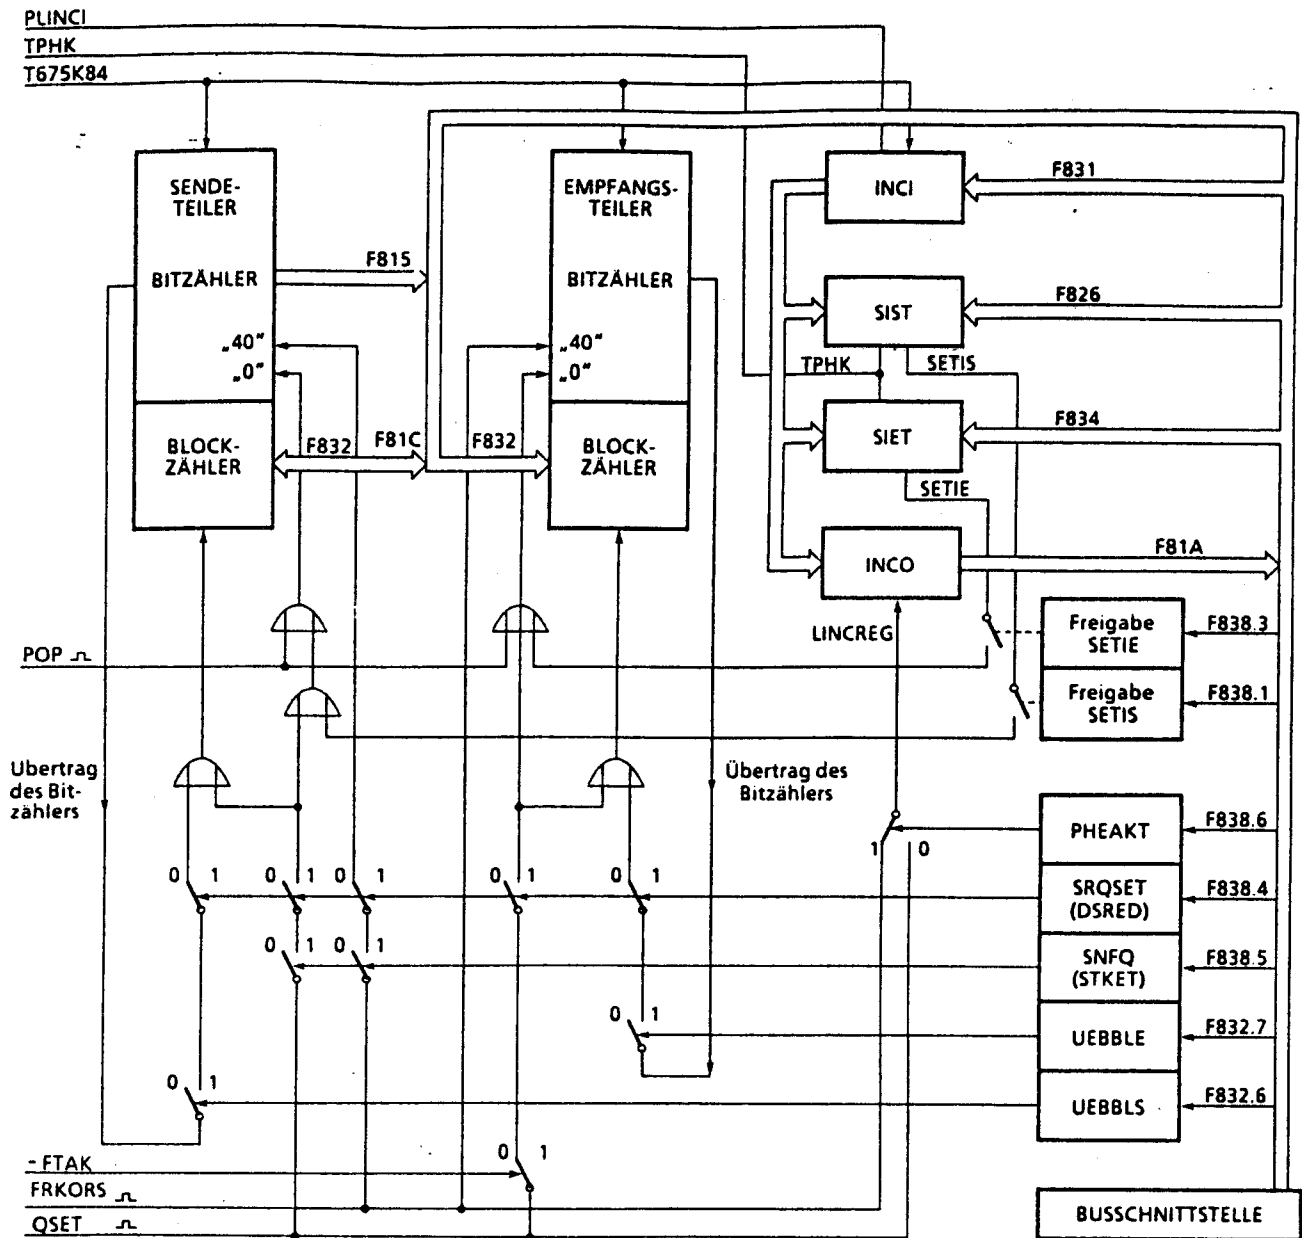 PLINCI
TPHK
T675K84
SENDE-
TEILER
BITZÄHLER
„40"
„0"
BLOCK-
ZÄHLER
F815
F832
F81C
F832
EMPFANGS-
TEILER
BITZÄHLER
„40"
„0"
BLOCK-
ZÄHLER
INCI
F831
SIST
F826
TPHK
SETIS
SIET
F834
SETIE
INCO
F81A
LINCREG
POP
Freigabe
SETIE
F838.3
Freigabe
SETIS
F838.1
Ubertrag
des Bit-
zählers
Übertrag des
Bitzählers
1 0
PHEAKT
F838.6
0 1
0 1
0 1
0 1
0 1
SRQSET
(DSRED)
F838.4
0 1
0 1
SNFQ
(STKET)
F838.5
0 1
UEBBLE
F832.7
0 1
UEBBLS
F832.6
0 1
- FTAK
FRKORS
QSET
BUSSCHNITTSTELLE